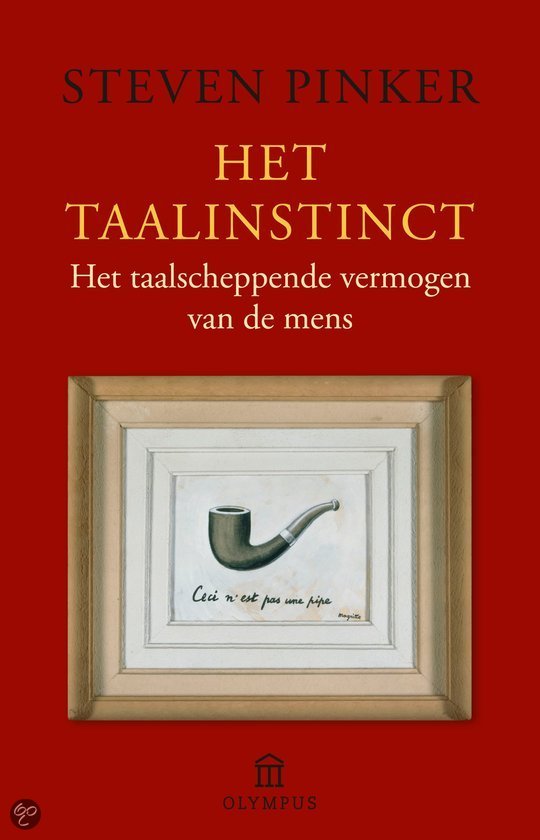 STEVEN PINKER
HET
TAALINSTINCT
Het taalscheppende vermogen
van de mens
Ceci n'est pas une pipe
Magritte
OLYMPUS